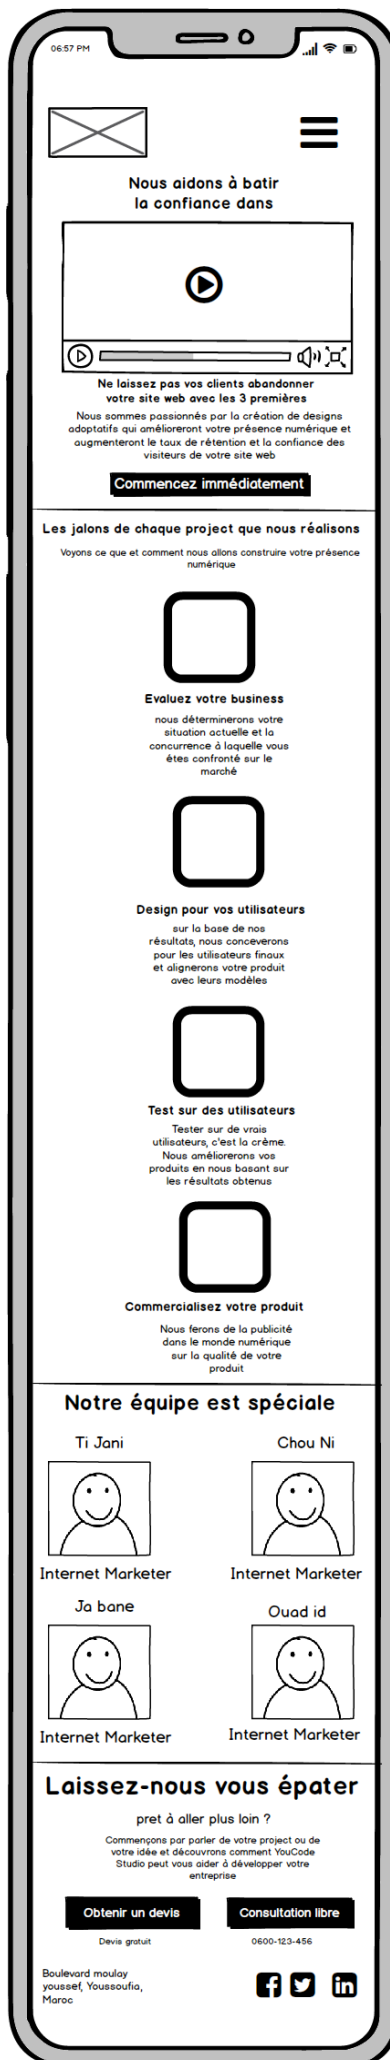 06:57 PM
Nous aidons à batir
la confiance dans
Ne laissez pas vos clients abandonner
votre site web avec les 3 premières
Nous sommes passionnés par la création de designs
adoptatifs qui amélioreront votre présence numérique et
augmenteront le taux de rétention et la confiance des
visiteurs de votre site web
Commencez immédiatement
Les jalons de chaque project que nous réalisons
Voyons ce que et comment nous allons construire votre présence
numérique
Evaluez votre business
nous déterminerons votre
situation actuelle et la
concurrence à laquelle vous
étes confronté sur le
marché
Design pour vos utilisateurs
sur la base de nos
résultats, nous conceverons
pour les utilisateurs finaux
et alignerons votre produit
avec leurs modèles
Test sur des utilisateurs
Tester sur de vrais
utilisateurs, c'est la crème.
Nous améliorerons vos
produits en nous basant sur
les résultats obtenus
Commercialisez votre produit
Nous ferons de la publicité
dans le monde numérique
sur la qualité de votre
produit
Notre équipe est spéciale
Ti Jani
Chou Ni
Internet Marketer
Internet Marketer
Ja bane
Ouad id
Internet Marketer
Internet Marketer
Laissez-nous vous épater
pret à aller plus loin ?
Commençons par parler de votre project ou de
votre idée et découvrons comment YouCode
Studio peut vous aider à développer votre
entreprise
Obtenir un devis
Consultation libre
Devis gratuit
0600-123-456
Boulevard moulay
youssef, Youssoufia,
Maroc